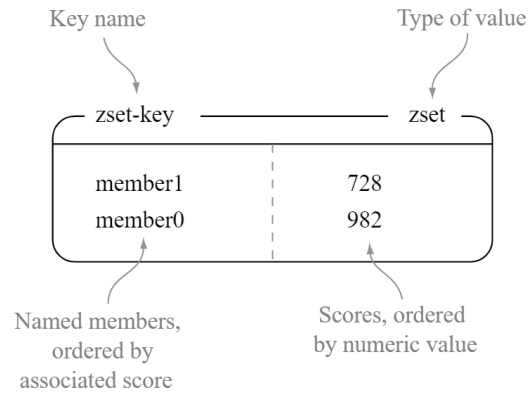 Key name
Type of value
zset-key
zset
member1
728
member0
982
Named members,
ordered by
associated score
Scores, ordered
by numeric value